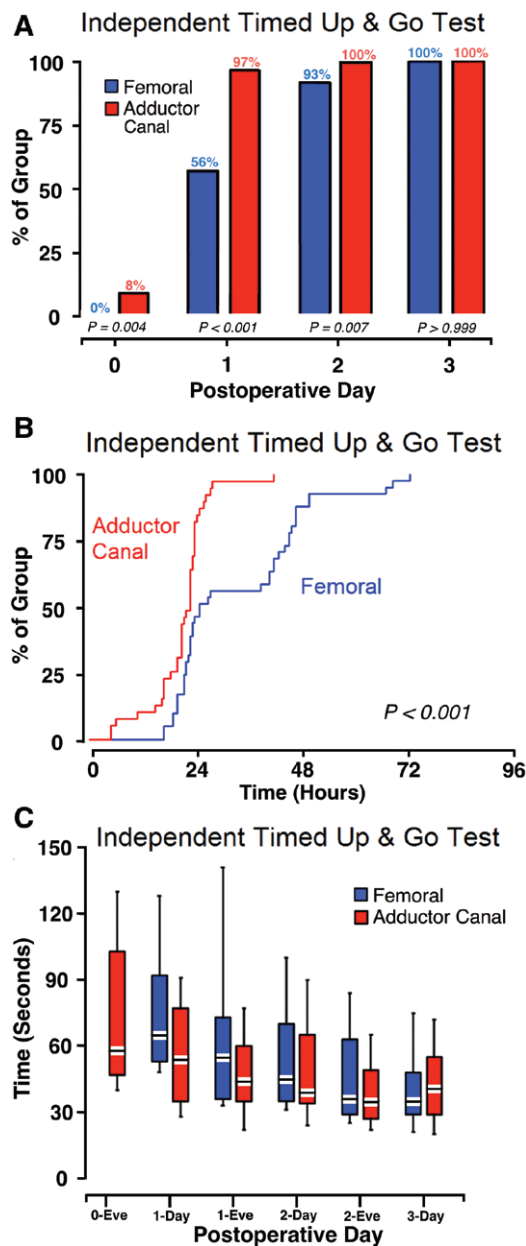 A
Independent Timed Up & Go Test
100
75
50
25
0
% of Group
Femoral
Adductor
Canal
0%
8%
56%
97%
93%
100%
100%
100%
P = 0.004
P < 0.001
P = 0.007
P > 0.999
0
1
2
3
Postoperative Day
B
Independent Timed Up & Go Test
100
75
50
25
0
% of Group
Adductor
Canal
Femoral
P < 0.001
0
24
48
72
96
Time (Hours)
C
Independent Timed Up & Go Test
150
120
90
60
30
0
Time (Seconds)
Femoral
Adductor Canal
0-Eve
1-Day
1-Eve
2-Day
2-Eve
3-Day
Postoperative Day